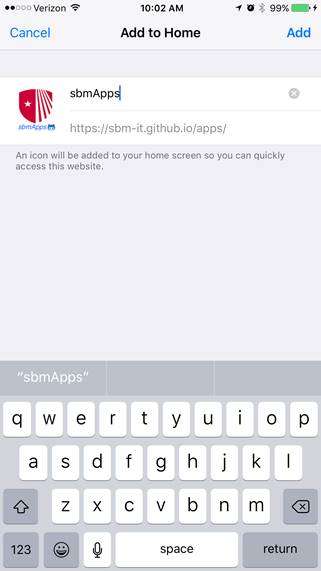 Verizon 10:02 AM 99%
Cancel Add to Home Add
sbmApps
sbmApps
https://sbm-it.github.io/apps/
An icon will be added to your home screen so you can quickly
access this website.
“sbmApps”
q w e r t y u i o p
a s d f g h j k l
z x c v b n m
123 space return